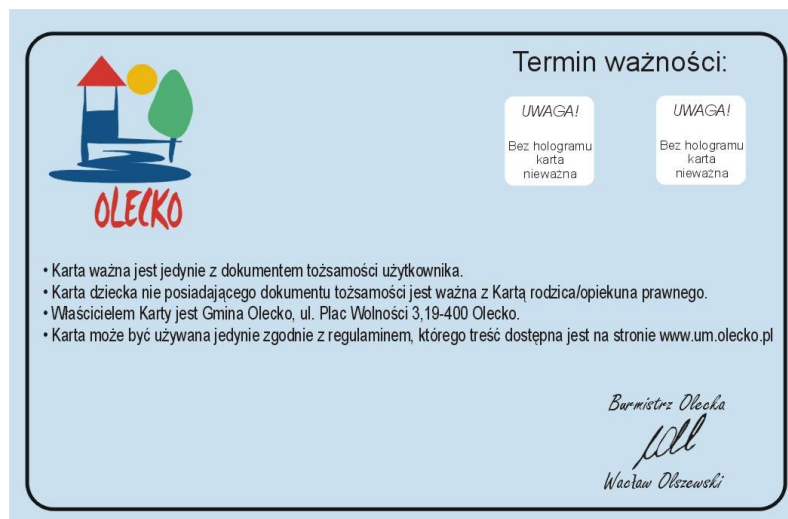 Termin ważności:
UWAGA!
Bez hologramu
karta
nieważna
UWAGA!
Bez hologramu
karta
nieważna
OLECKO
• Karta ważna jest jedynie z dokumentem tożsamości użytkownika.
• Karta dziecka nie posiadającego dokumentu tożsamości jest ważna z Kartą rodzica/opiekuna prawnego.
• Właścicielem Karty jest Gmina Olecko, ul. Plac Wolności 3,19-400 Olecko.
• Karta może być używana jedynie zgodnie z regulaminem, którego treść dostępna jest na stronie www.um.olecko.pl
Burmistrz Olecka
Wacław Olszewski